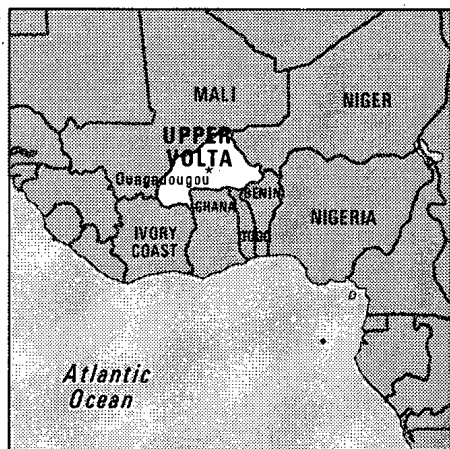 MALI
NIGER
UPPER
VOLTA
Ouagadougou
BENIN
GHANA
NIGERIA
IVORY
COAST
TOGO
Atlantic
Ocean